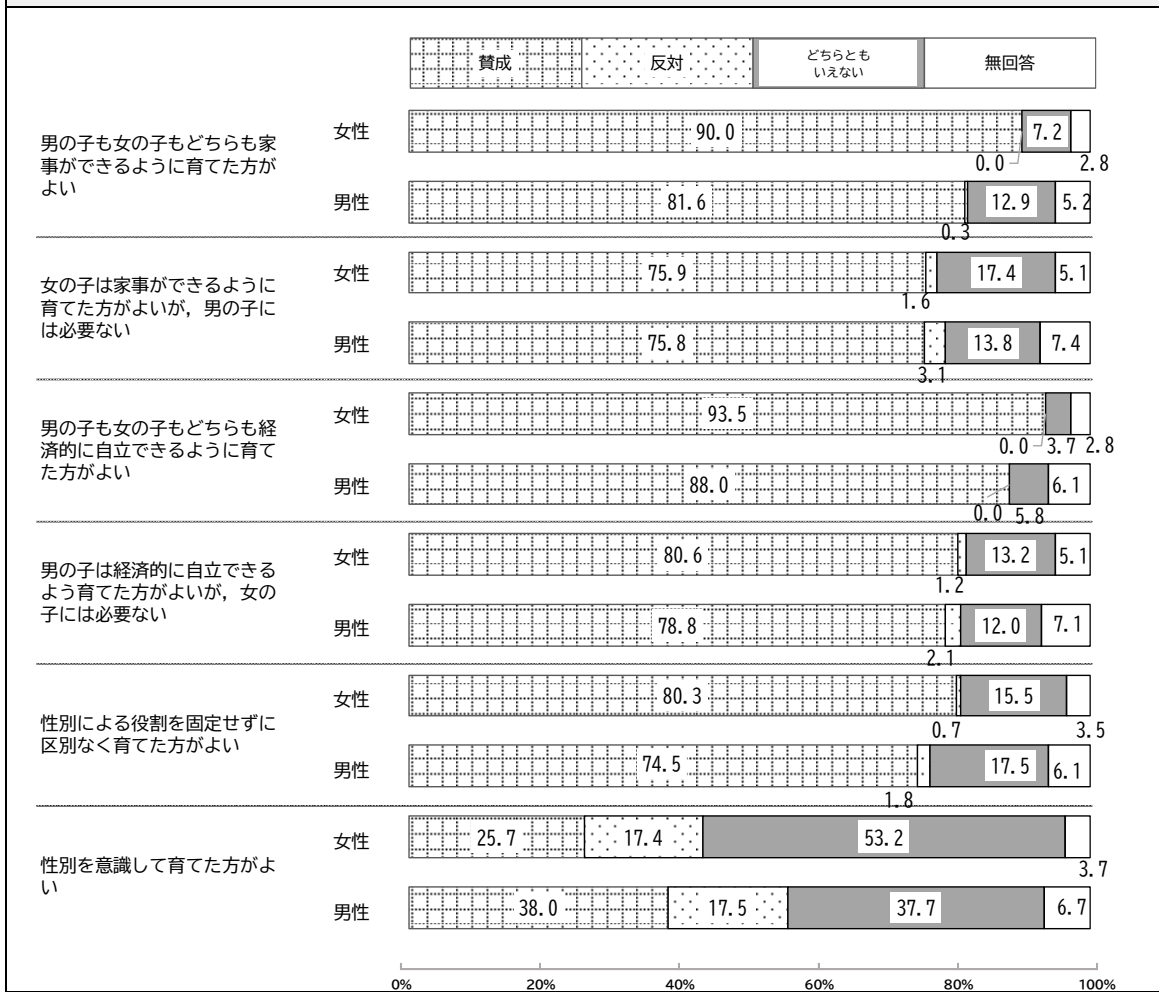 賛成 反対 どちらとも 無回答
いえない
男の子も女の子もどちらも家
事ができるように育てた方が
よい
女性 90.0 0.0 7.2 2.8
男性 81.6 0.3 12.9 5.2
女の子は家事ができるように
育てた方がよいが，男の子に
は必要ない
女性 75.9 1.6 17.4 5.1
男性 75.8 3.1 13.8 7.4
男の子も女の子もどちらも経
済的に自立できるように育て
た方がよい
女性 93.5 0.0 3.7 2.8
男性 88.0 0.0 5.8 6.1
男の子は経済的に自立できる
よう育てた方がよいが，女の
子には必要ない
女性 80.6 1.2 13.2 5.1
男性 78.8 2.1 12.0 7.1
性別による役割を固定せずに
区別なく育てた方がよい
女性 80.3 0.7 15.5 3.5
男性 74.5 1.8 17.5 6.1
性別を意識して育てた方がよ
い
女性 25.7 17.4 53.2 3.7
男性 38.0 17.5 37.7 6.7
0% 20% 40% 60% 80% 100%